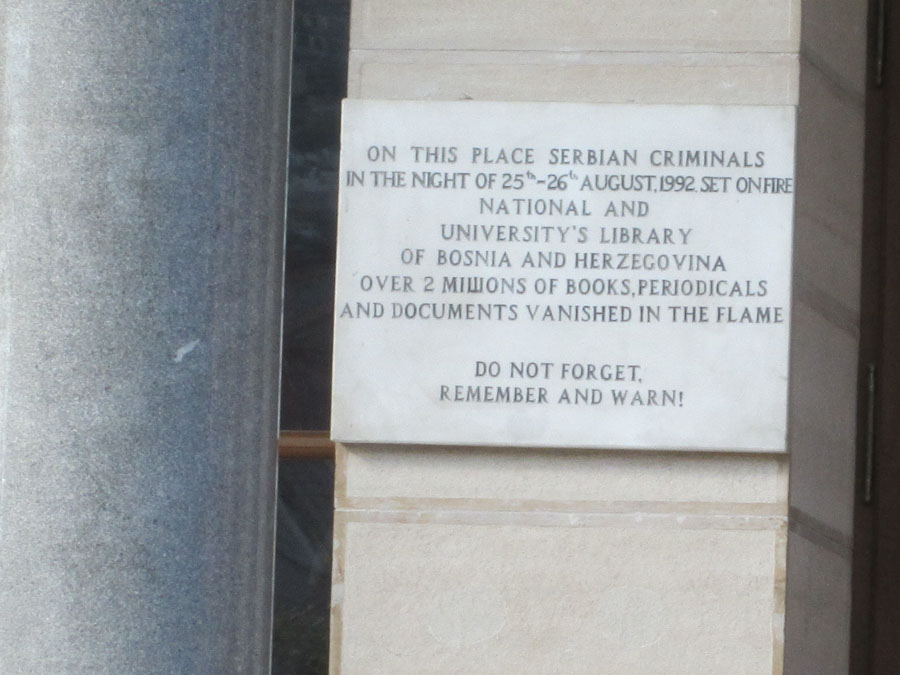 ON THIS PLACE SERBIAN CRIMINALS
IN THE NIGHT OF 25th-26th AUGUST,1992. SET ON FIRE
NATIONAL AND
UNIVERSITY'S LIBRARY
OF BOSNIA AND HERZEGOVINA
OVER 2 MILLIONS OF BOOKS,PERIODICALS
AND DOCUMENTS VANISHED IN THE FLAME
DO NOT FORGET,
REMEMBER AND WARN!